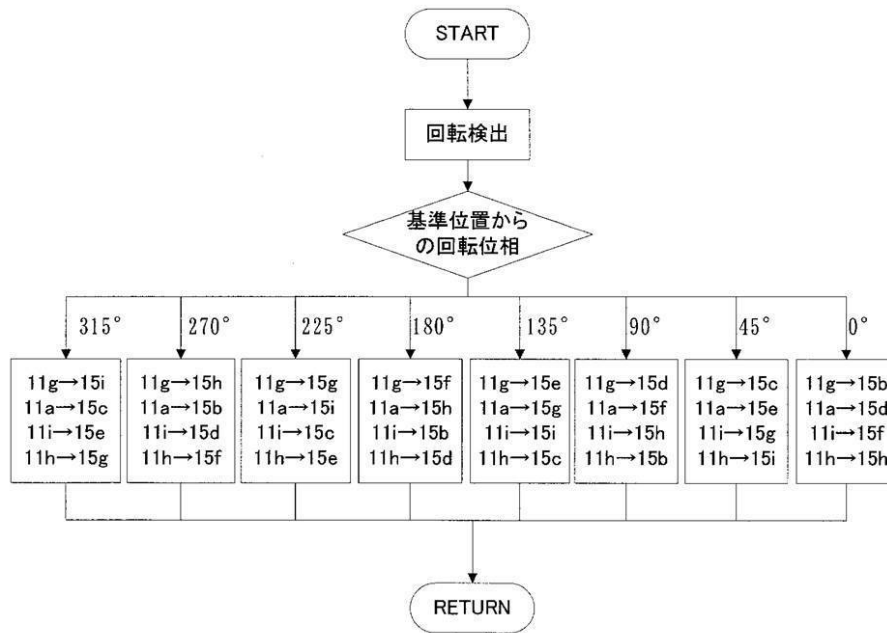 START
回転検出
基準位置から
の回転位相
315°
270°
225°
180°
135°
90°
45°
0°
11g→15i
11a→15c
11i→15e
11h→15g
11g→15h
11a→15b
11i→15d
11h→15f
11g→15g
11a→15i
11i→15c
11h→15e
11g→15f
11a→15h
11i→15b
11h→15d
11g→15e
11a→15g
11i→15i
11h→15c
11g→15d
11a→15f
11i→15h
11h→15b
11g→15c
11a→15e
11i→15g
11h→15i
11g→15b
11a→15d
11i→15f
11h→15h
RETURN